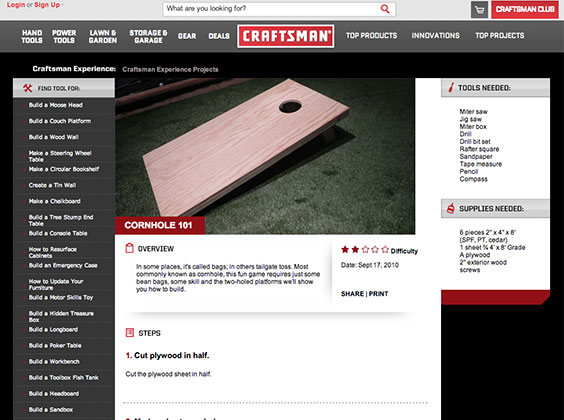 Login or Sign Up
What are you looking for?
CRAFTSMAN CLUB
HAND TOOLS
POWER TOOLS
LAWN & GARDEN
STORAGE & GARAGE
GEAR
DEALS
CRAFTSMAN
TOP PRODUCTS
INNOVATIONS
TOP PROJECTS
Craftsman Experience: Craftsman Experience Projects
FIND TOOL FOR:
Build a Moose Head
Build a Couch Platform
Build a Wood Wall
Make a Steering Wheel
Table
Make a Circular Bookshelf
Create a Tin Wall
Make a Chalkboard
Build a Tree Stump End
Table
Build a Console Table
How to Resurface
Cabinets
Build an Emergency Case
How to Update Your
Furniture
Build a Motor Skills Toy
Build a Hidden Treasure
Box
Build a Longboard
Build a Poker Table
Build a Workbench
Build a Toolbox Fish Tank
Build a Headboard
Build a Sandbox
CORNHOLE 101
OVERVIEW
In some places, it's called bags; in others tailgate toss. Most
commonly known as cornhole, this fun game requires just some
bean bags, some skill and the two-holed platforms we'll show
you how to build.
Difficulty
Date: Sept 17, 2010
SHARE | PRINT
STEPS
1. Cut plywood in half.
Cut the plywood sheet in half.
TOOLS NEEDED:
Miter saw
Jig saw
Miter box
Drill
Drill bit set
Rafter square
Sandpaper
Tape measure
Pencil
Compass
SUPPLIES NEEDED:
6 pieces 2" x 4" x 8'
(SPF, PT, cedar)
1 sheet ¾' 4' x 8' Grade
A plywood
2" exterior wood
screws